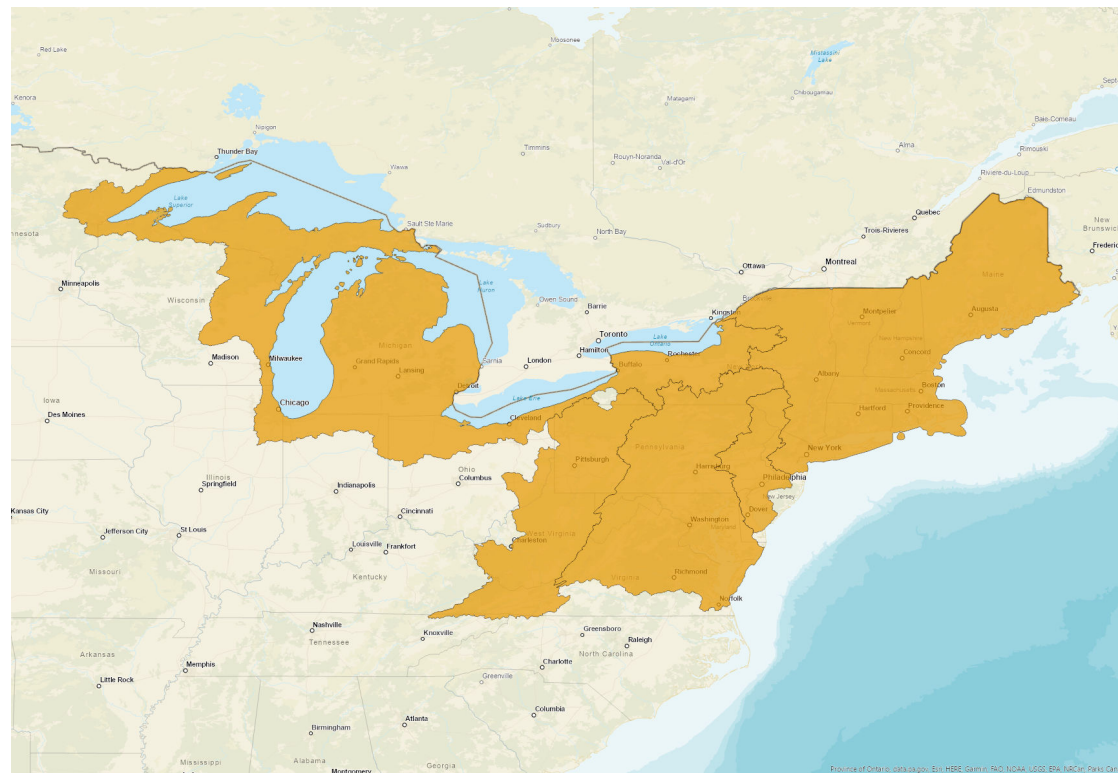 Red Lake
Moosonee
Mistassini
Lake
Chibougamau
Kenora
Nipigon
Matagami
Baie-Comeau
Thunder Bay
Wawa
Timmins
Rouyn-Noranda
Val-d'Or
Alma
Rimouski
Riviere-du-Loup
Edmundston
Lake
Superior
Sault Ste Marie
Sudbury
North Bay
Quebec
Trois-Rivieres
New
Brunswick
Minneapolis
Wisconsin
Lake
Huron
Owen Sound
Barrie
Ottawa
Montreal
Maine
Kingston
Brockville
Montpelier
Vermont
Augusta
Toronto
Lake
Ontario
Rochester
New Hampshire
Concord
Madison
Milwaukee
Michigan
Grand Rapids
Lansing
Sarnia
London
Hamilton
Buffalo
Albany
Massachusetts
Boston
Iowa
Des Moines
Chicago
Detroit
Lake Erie
Cleveland
Hartford
Providence
Illinois
Springfield
Indianapolis
Ohio
Columbus
Pittsburgh
Pennsylvania
Harrisburg
New York
Philadelphia
New Jersey
Kansas City
Jefferson City
St Louis
Cincinnati
Louisville
Frankfort
Charleston
West Virginia
Washington
Maryland
Dover
Missouri
Kentucky
Virginia
Richmond
Norfolk
Nashville
Tennessee
Knoxville
Greensboro
Raleigh
North Carolina
Arkansas
Memphis
Little Rock
Charlotte
Greenville
Columbia
Atlanta
Birmingham
Mississippi
Alabama
Montgomery
Georgia
Province of Ontario, data.pa.gov, Esri, HERE, Garmin, FAO, NOAA, USGS, EPA, NRCan, Parks Can